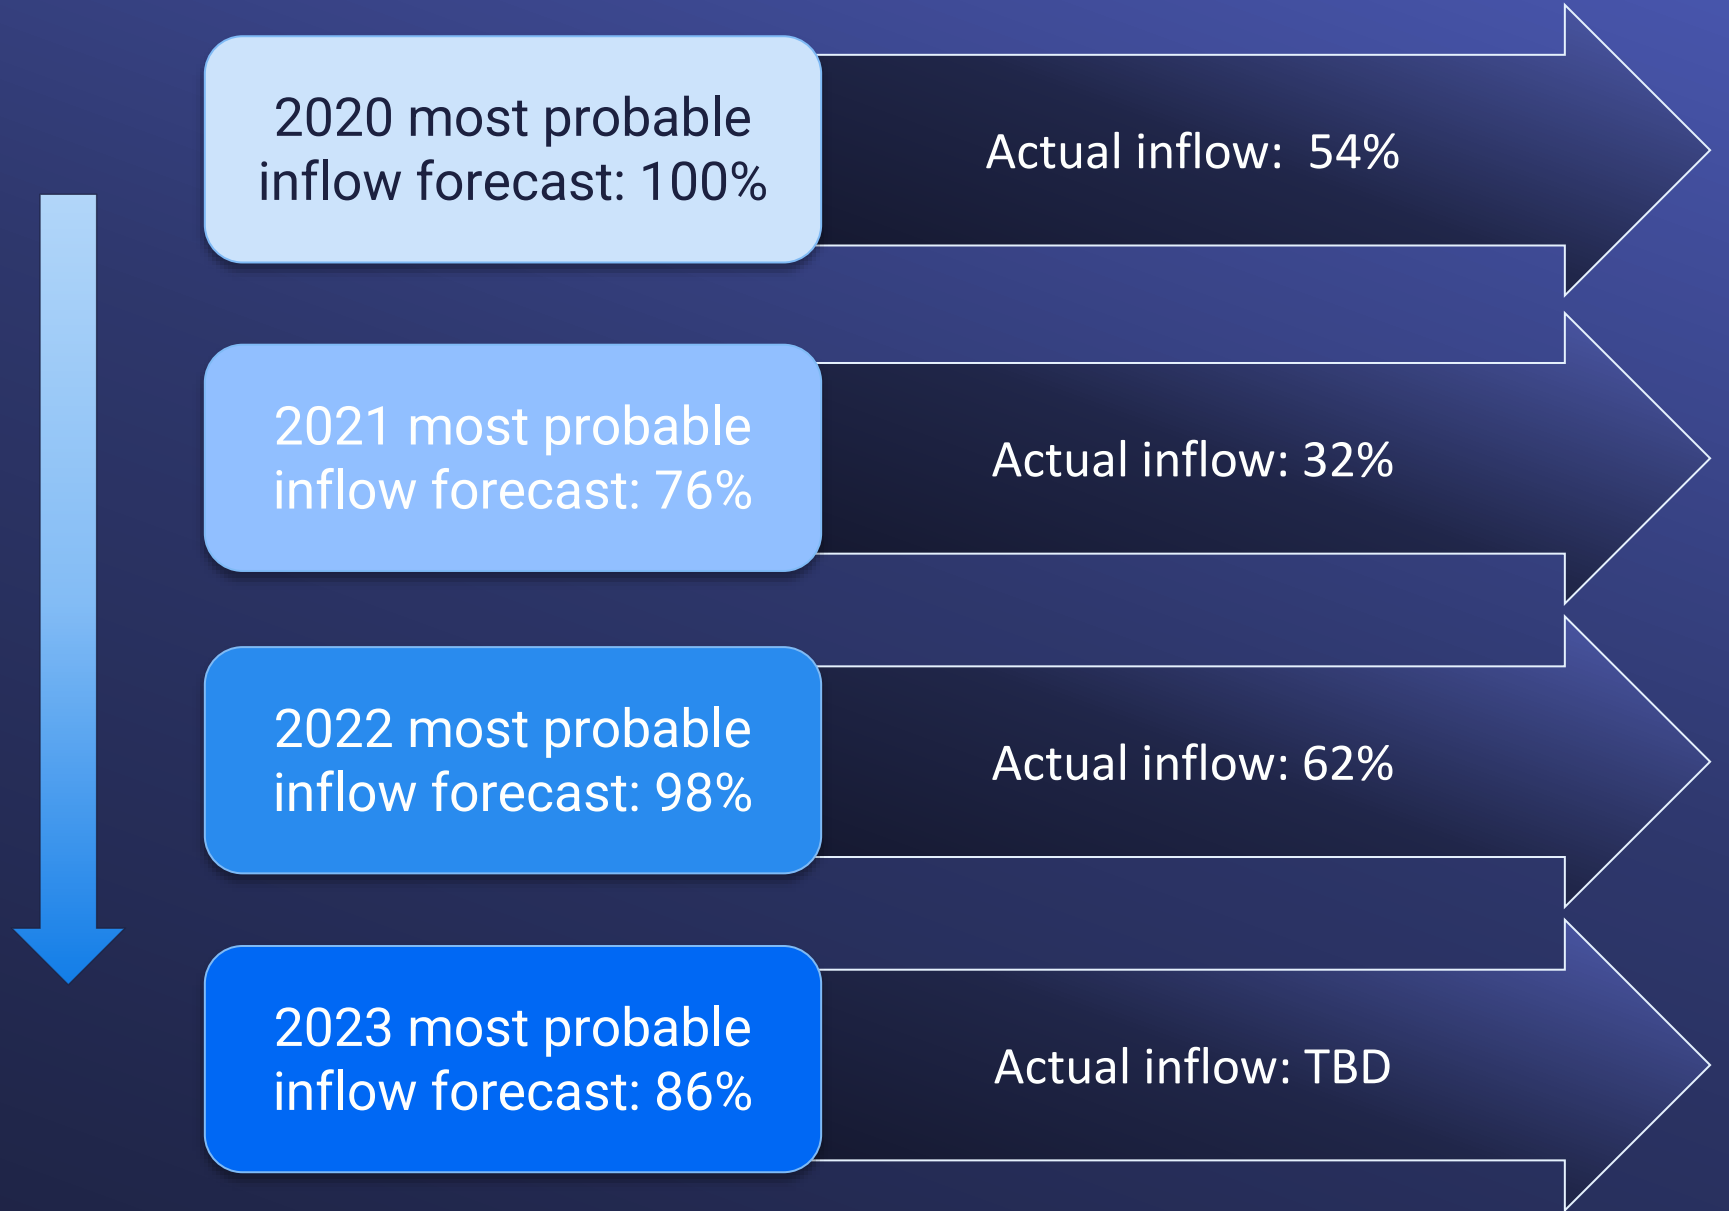 2020 most probable
inflow forecast: 100%
Actual inflow:  54%
2021 most probable
inflow forecast: 76%
Actual inflow: 32%
2022 most probable
inflow forecast: 98%
Actual inflow: 62%
2023 most probable
inflow forecast: 86%
Actual inflow: TBD